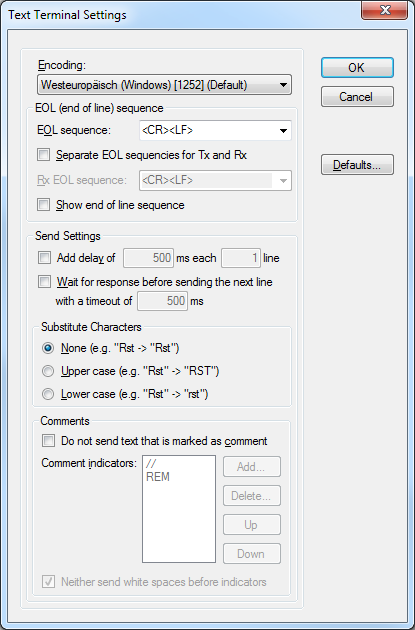 Text Terminal Settings
Encoding:
Westeuropäisch (Windows) [1252] (Default)
OK
Cancel
EOL (end of line) sequence
EOL sequence: <CR><LF>
Separate EOL sequencies for Tx and Rx
Defaults...
Rx EOL sequence: <CR><LF>
Show end of line sequence
Send Settings
Add delay of 500 ms each 1 line
Wait for response before sending the next line
with a timeout of 500 ms
Substitute Characters
None (e.g. "Rst -> "Rst")
Upper case (e.g. "Rst" -> "RST")
Lower case (e.g. "Rst" -> "rst")
Comments
Do not send text that is marked as comment
Comment indicators: // Add...
REM
Delete...
Up
Down
Neither send white spaces before indicators